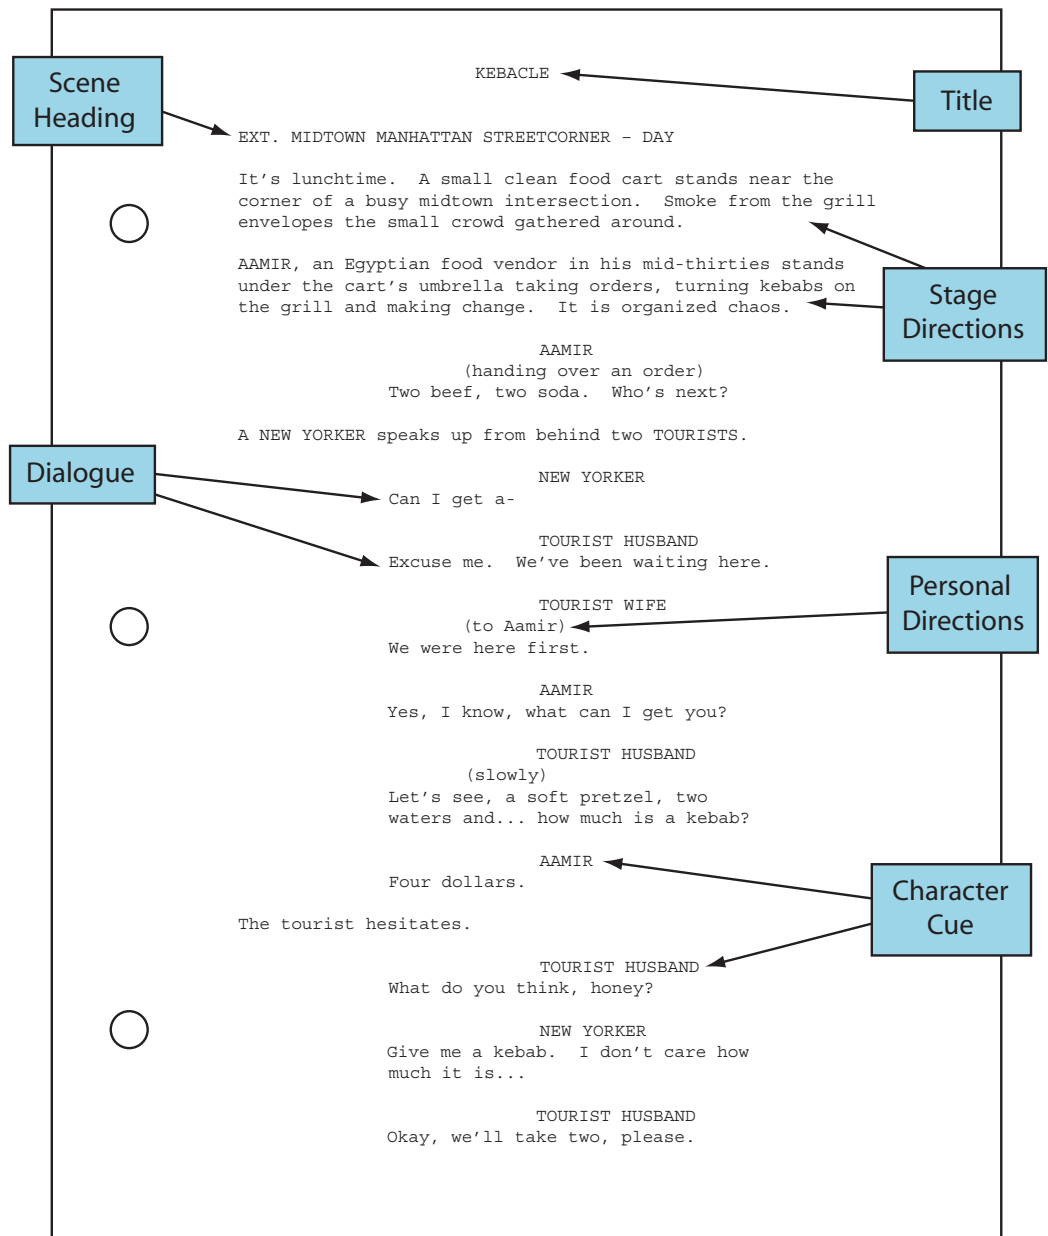 Scene
Heading
KEBACLE
Title
EXT. MIDTOWN MANHATTAN STREETCORNER – DAY
It's lunchtime.  A small clean food cart stands near the
corner of a busy midtown intersection.  Smoke from the grill
envelopes the small crowd gathered around.
AAMIR, an Egyptian food vendor in his mid-thirties stands
under the cart's umbrella taking orders, turning kebabs on
the grill and making change.  It is organized chaos.
Stage
Directions
AAMIR
(handing over an order)
Two beef, two soda.  Who's next?
A NEW YORKER speaks up from behind two TOURISTS.
Dialogue
NEW YORKER
Can I get a-
TOURIST HUSBAND
Excuse me.  We've been waiting here.
Personal
Directions
TOURIST WIFE
(to Aamir)
We were here first.
AAMIR
Yes, I know, what can I get you?
TOURIST HUSBAND
(slowly)
Let's see, a soft pretzel, two
waters and... how much is a kebab?
AAMIR
Four dollars.
Character
Cue
The tourist hesitates.
TOURIST HUSBAND
What do you think, honey?
NEW YORKER
Give me a kebab.  I don't care how
much it is...
TOURIST HUSBAND
Okay, we'll take two, please.